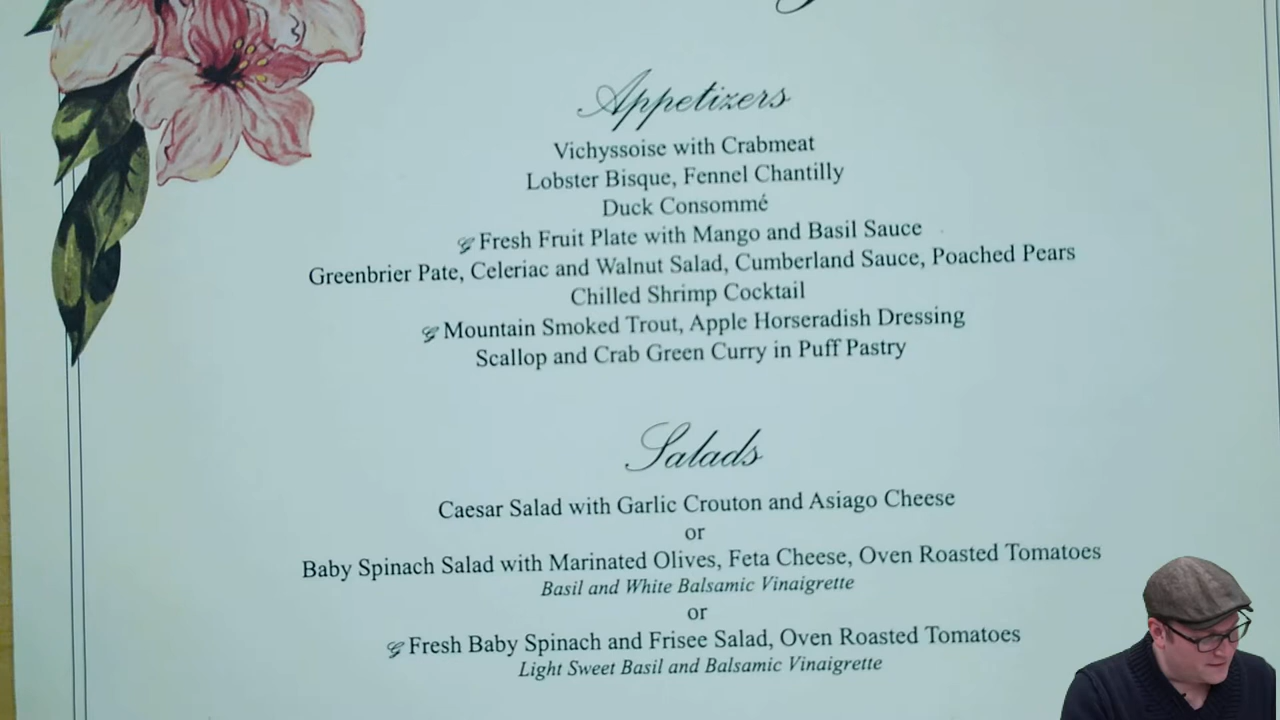 Appetizers
Vichyssoise with Crabmeat
Lobster Bisque, Fennel Chantilly
Duck Consommé
Fresh Fruit Plate with Mango and Basil Sauce
Greenbrier Pate, Celeriac and Walnut Salad, Cumberland Sauce, Poached Pears
Chilled Shrimp Cocktail
Mountain Smoked Trout, Apple Horseradish Dressing
Scallop and Crab Green Curry in Puff Pastry
Salads
Caesar Salad with Garlic Crouton and Asiago Cheese
or
Baby Spinach Salad with Marinated Olives, Feta Cheese, Oven Roasted Tomatoes
Basil and White Balsamic Vinaigrette
or
Fresh Baby Spinach and Frisee Salad, Oven Roasted Tomatoes
Light Sweet Basil and Balsamic Vinaigrette